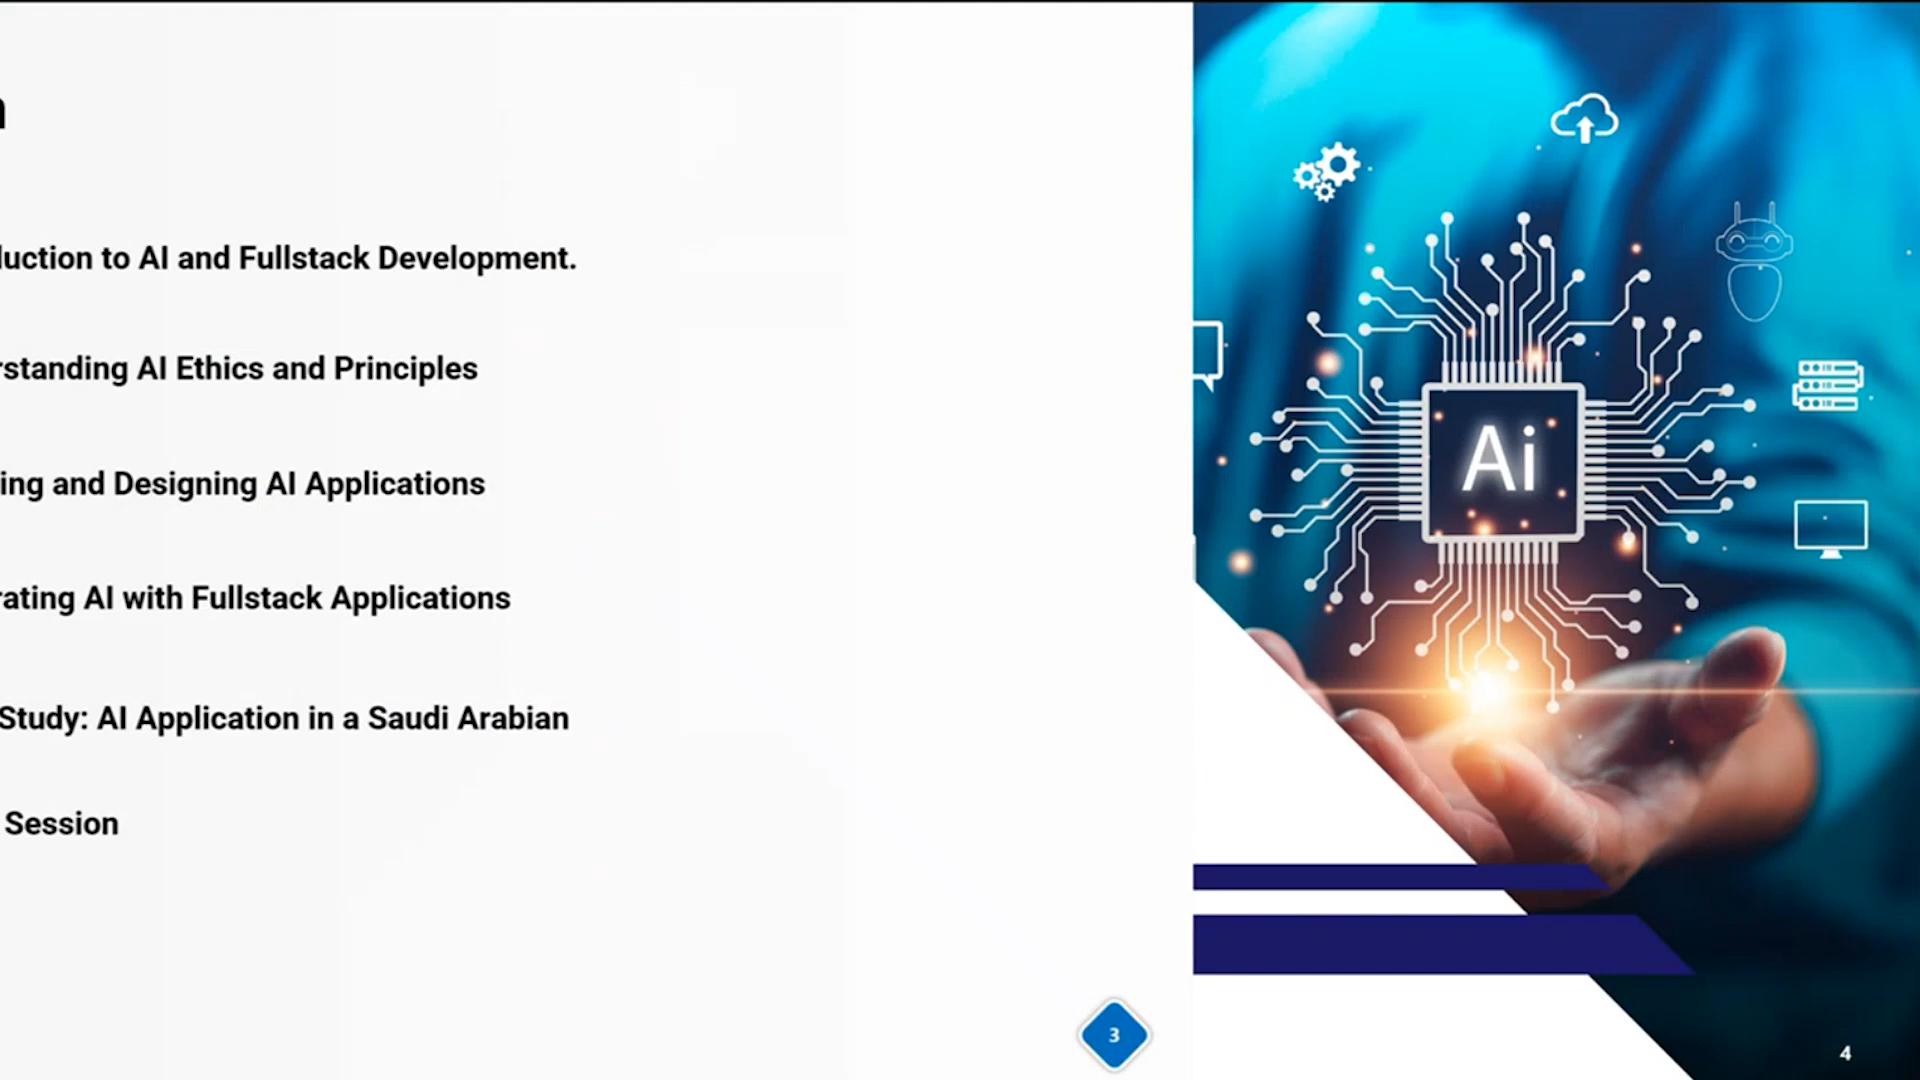 n
duction to AI and Fullstack Development.
rstanding AI Ethics and Principles
ing and Designing AI Applications
rating AI with Fullstack Applications
Study: AI Application in a Saudi Arabian
Session
3
Ai
4